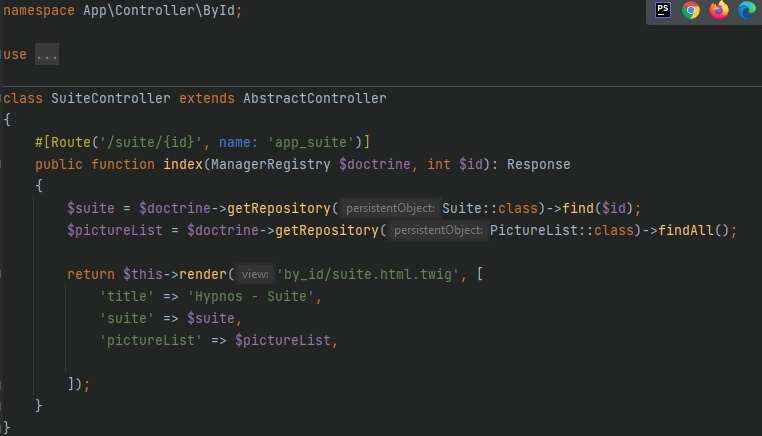 namespace App\Controller\ById;
PS
use ...
class SuiteController extends AbstractController
{
#[Route('/suite/{id}', name: 'app_suite')]
public function index(ManagerRegistry $doctrine, int $id): Response
{
$suite = $doctrine->getRepository( persistentObject: Suite::class)->find($id);
$pictureList = $doctrine->getRepository( persistentObject: PictureList::class)->findAll();
return $this->render( view: 'by_id/suite.html.twig', [
'title' => 'Hypnos - Suite',
'suite' => $suite,
'pictureList' => $pictureList,
]);
}
}